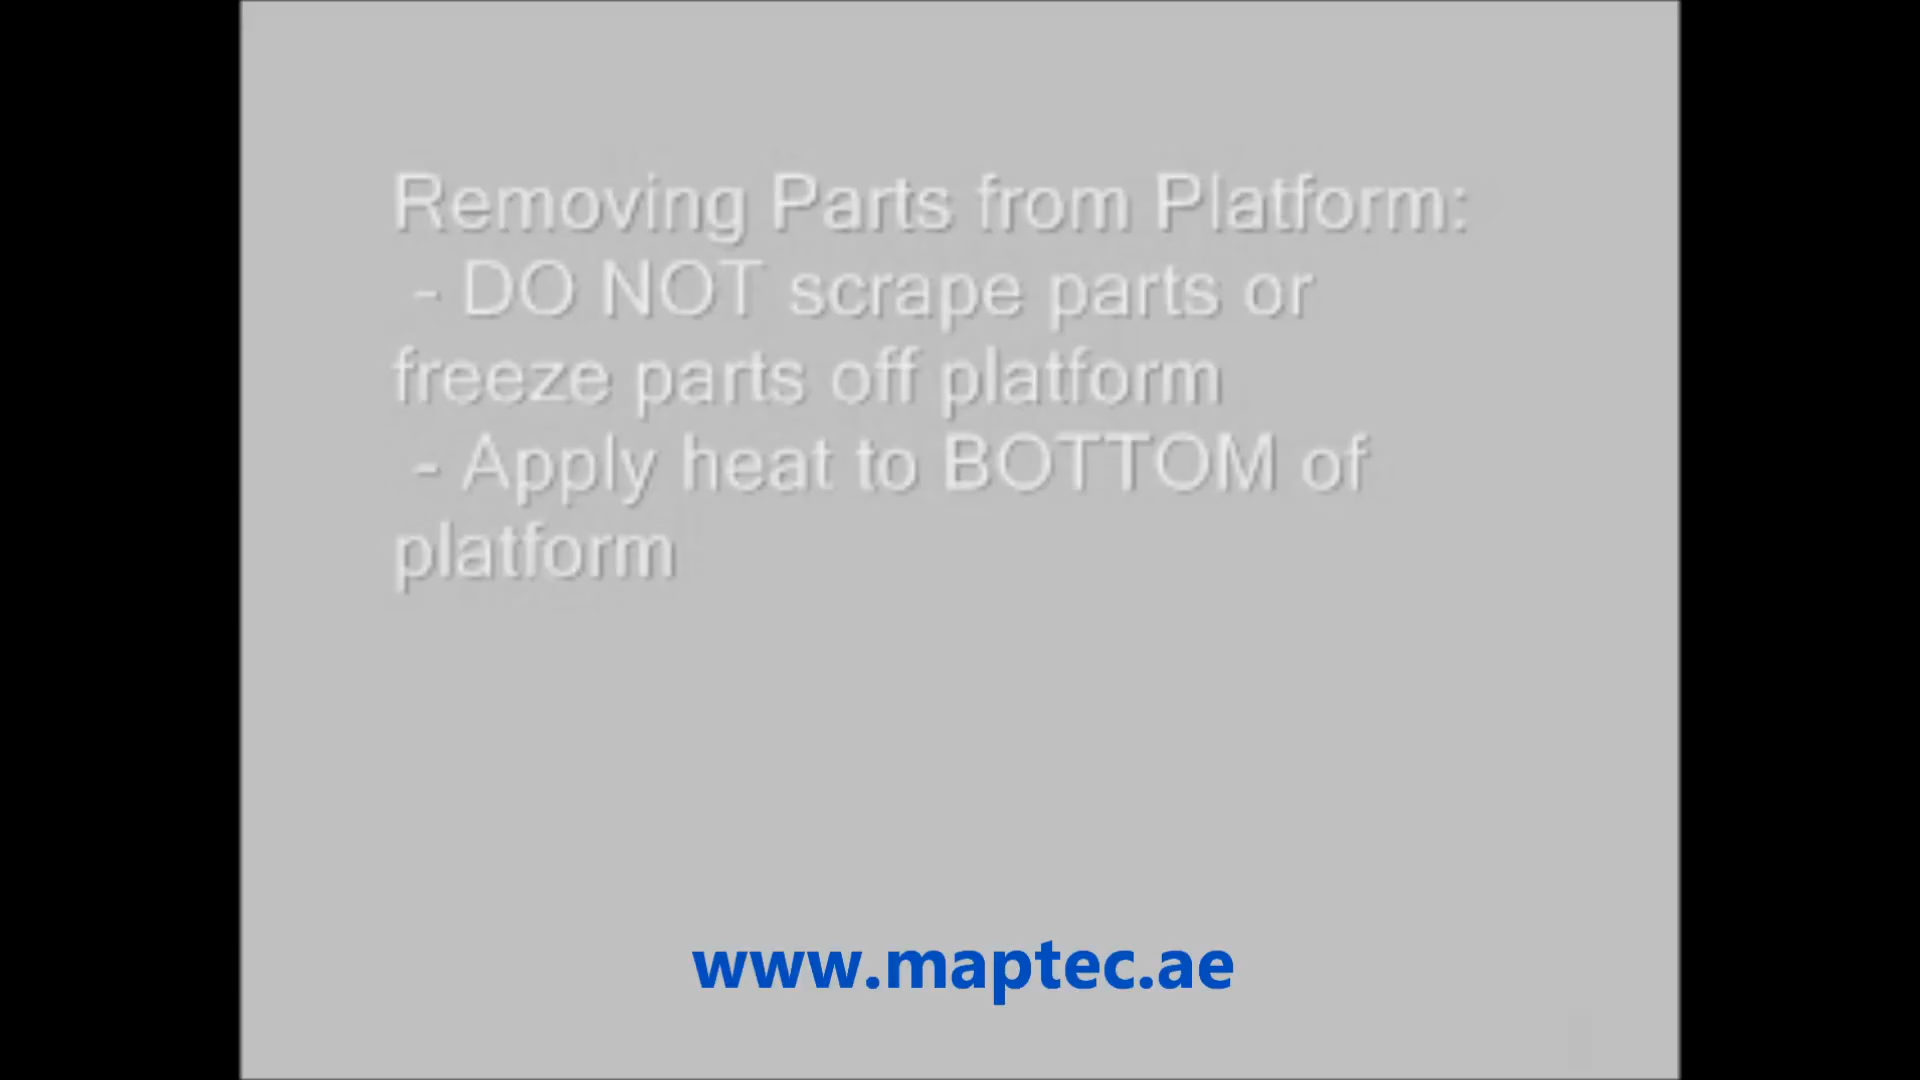 Removing Parts from Platform:
- DO NOT scrape parts or
freeze parts off platform
- Apply heat to BOTTOM of
platform
www.maptec.ae